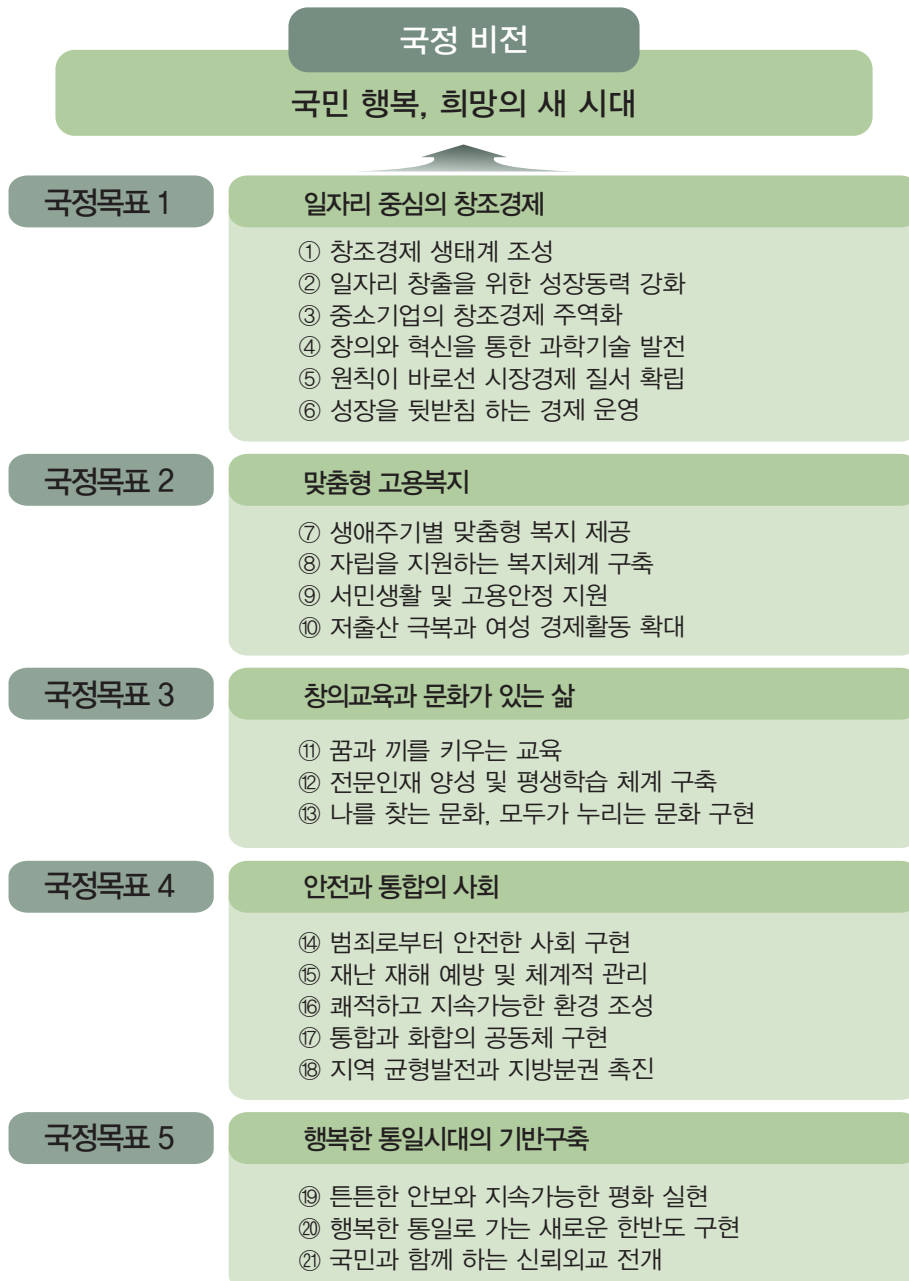 국정 비전
국민 행복, 희망의 새 시대
국정목표 1
일자리 중심의 창조경제
① 창조경제 생태계 조성
② 일자리 창출을 위한 성장동력 강화
③ 중소기업의 창조경제 주역화
④ 창의와 혁신을 통한 과학기술 발전
⑤ 원칙이 바로선 시장경제 질서 확립
⑥ 성장을 뒷받침 하는 경제 운영
국정목표 2
맞춤형 고용복지
⑦ 생애주기별 맞춤형 복지 제공
⑧ 자립을 지원하는 복지체계 구축
⑨ 서민생활 및 고용안정 지원
⑩ 저출산 극복과 여성 경제활동 확대
국정목표 3
창의교육과 문화가 있는 삶
⑪ 꿈과 끼를 키우는 교육
⑫ 전문인재 양성 및 평생학습 체계 구축
⑬ 나를 찾는 문화, 모두가 누리는 문화 구현
국정목표 4
안전과 통합의 사회
⑭ 범죄로부터 안전한 사회 구현
⑮ 재난 재해 예방 및 체계적 관리
⑯ 쾌적하고 지속가능한 환경 조성
⑰ 통합과 화합의 공동체 구현
⑱ 지역 균형발전과 지방분권 촉진
국정목표 5
행복한 통일시대의 기반구축
⑲ 튼튼한 안보와 지속가능한 평화 실현
⑳ 행복한 통일로 가는 새로운 한반도 구현
㉑ 국민과 함께 하는 신뢰외교 전개